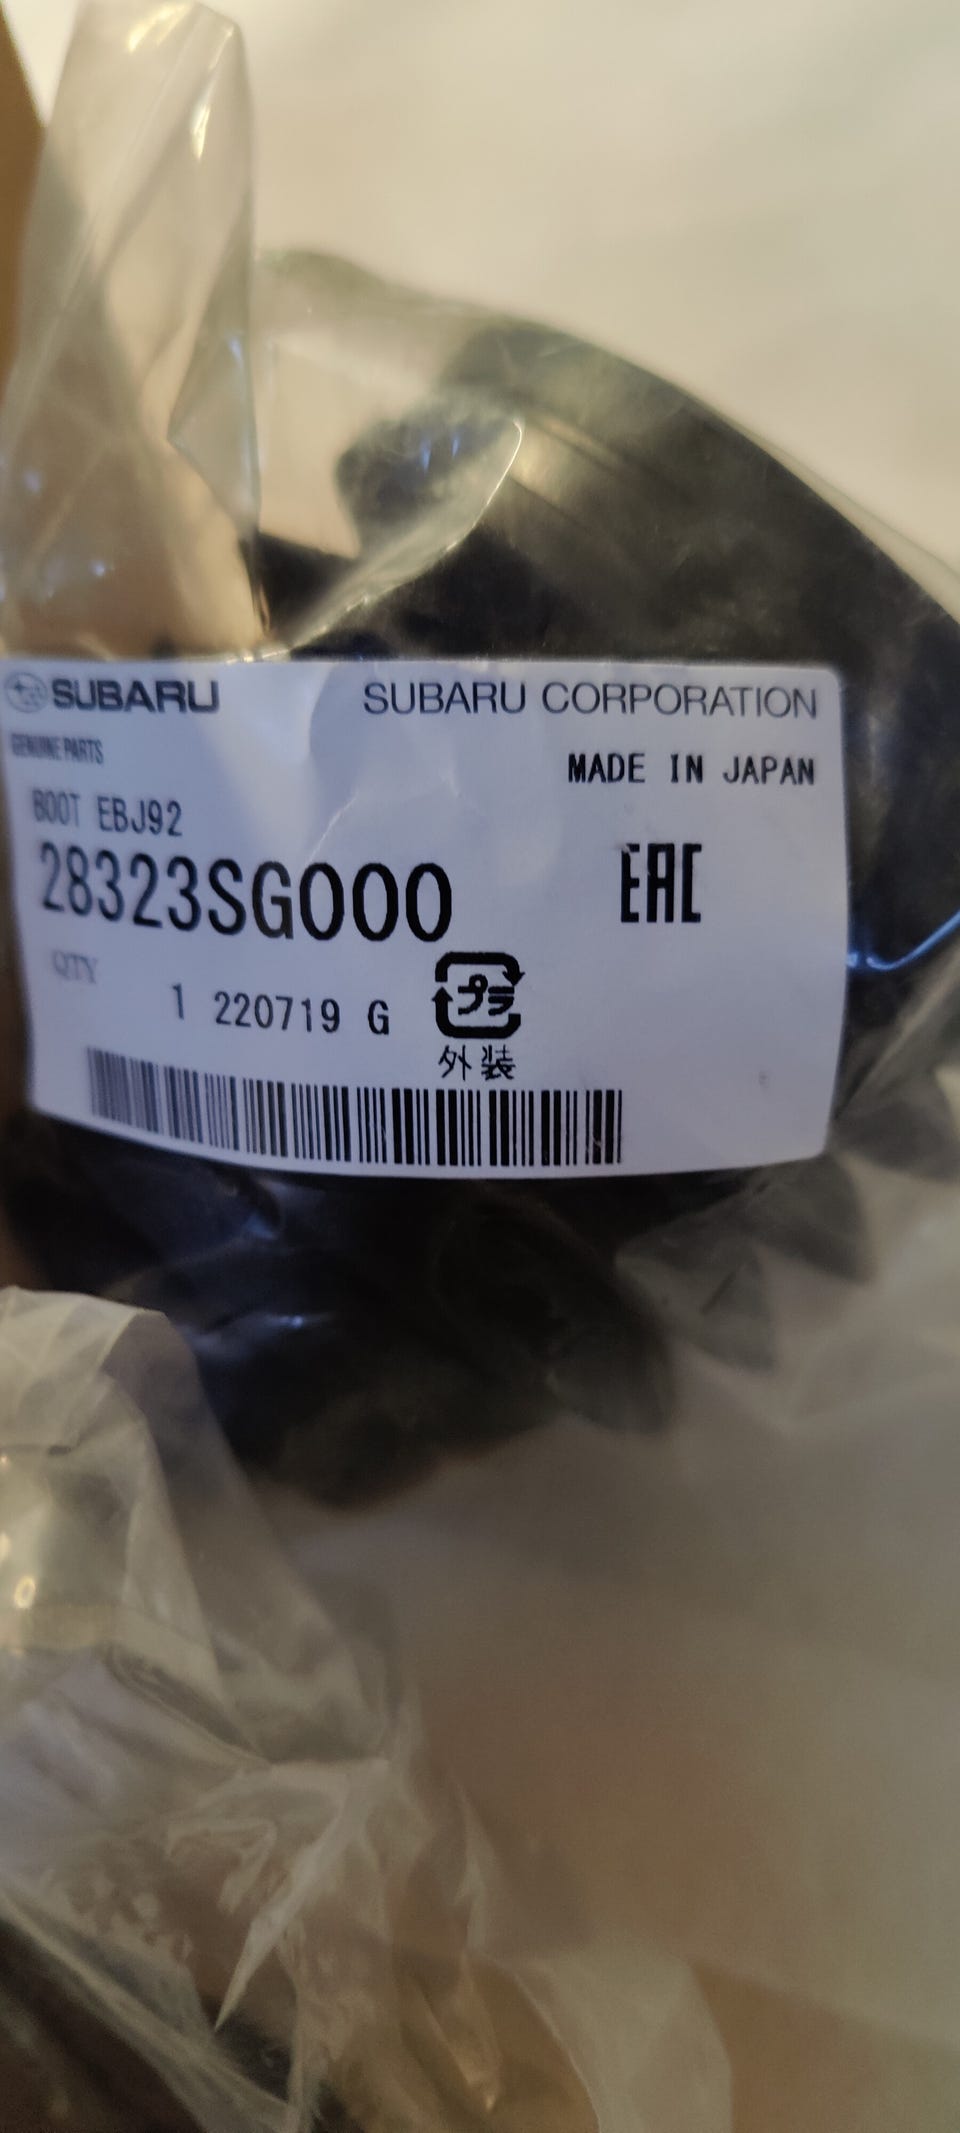 SUBARU
SUBARU CORPORATION
GENUINE PARTS
MADE IN JAPAN
BOOT EBJ92
28323SG000
EAC
QTY
1 220719 G
プラ
外装